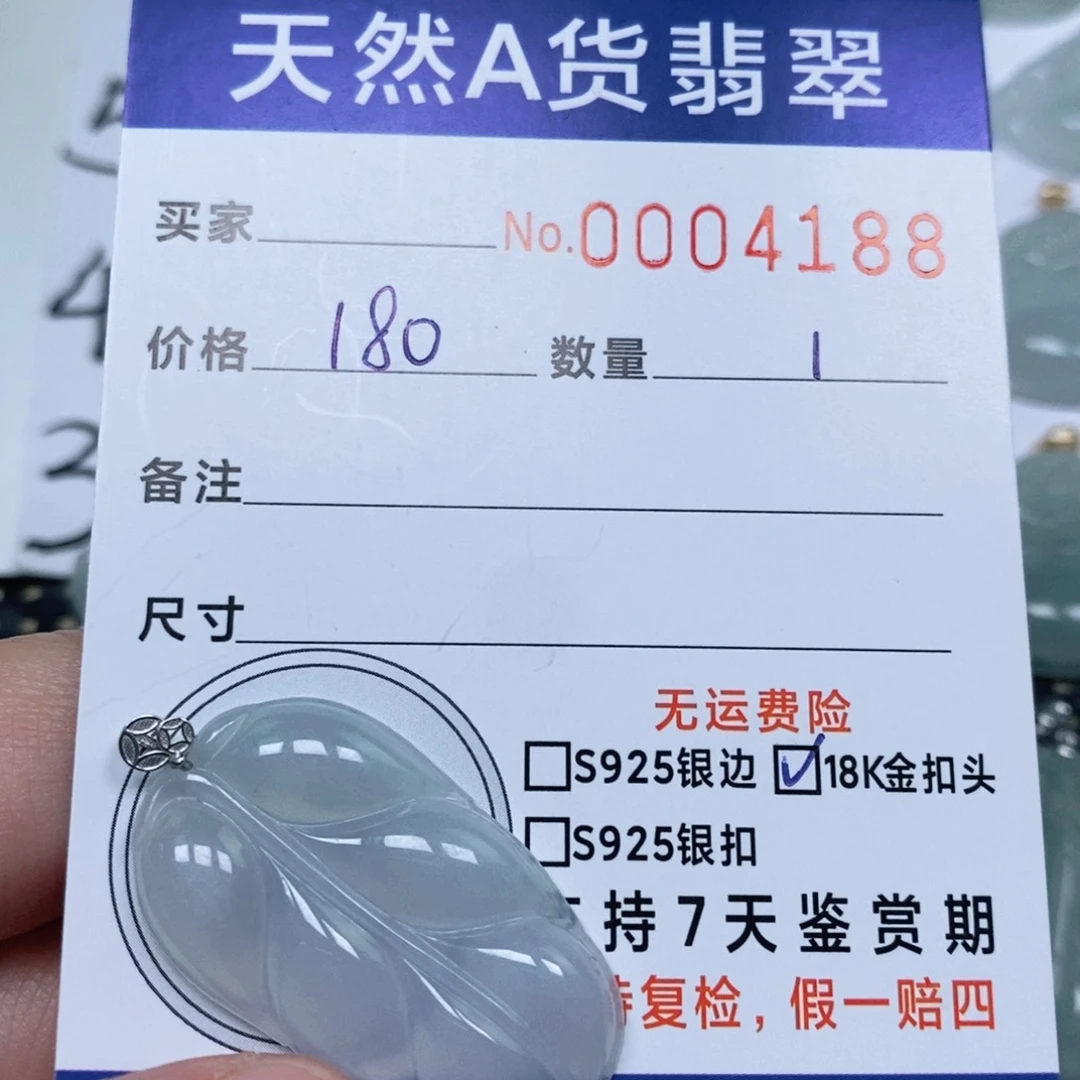 天然A货翡翠
买家 No.0004188
价格 180 数量 1
备注
尺寸
无运费险
S925银边 18K金扣头
S925银扣
持7天鉴赏期
复检，假一赔四
4
3